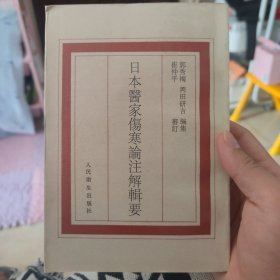 郭秀梅 岡田研吉 編集
崔仲平 審訂
日本醫家傷寒論注解輯要
人民衛生出版社